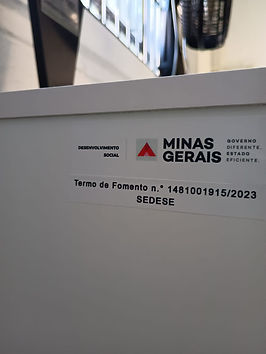 DESENVOLVIMENTO
SOCIAL
MINAS
GERAIS
GOVERNO
DIFERENTE.
ESTADO
EFICIENTE.
Termo de Fomento n.° 1481001915/2023
SEDESE